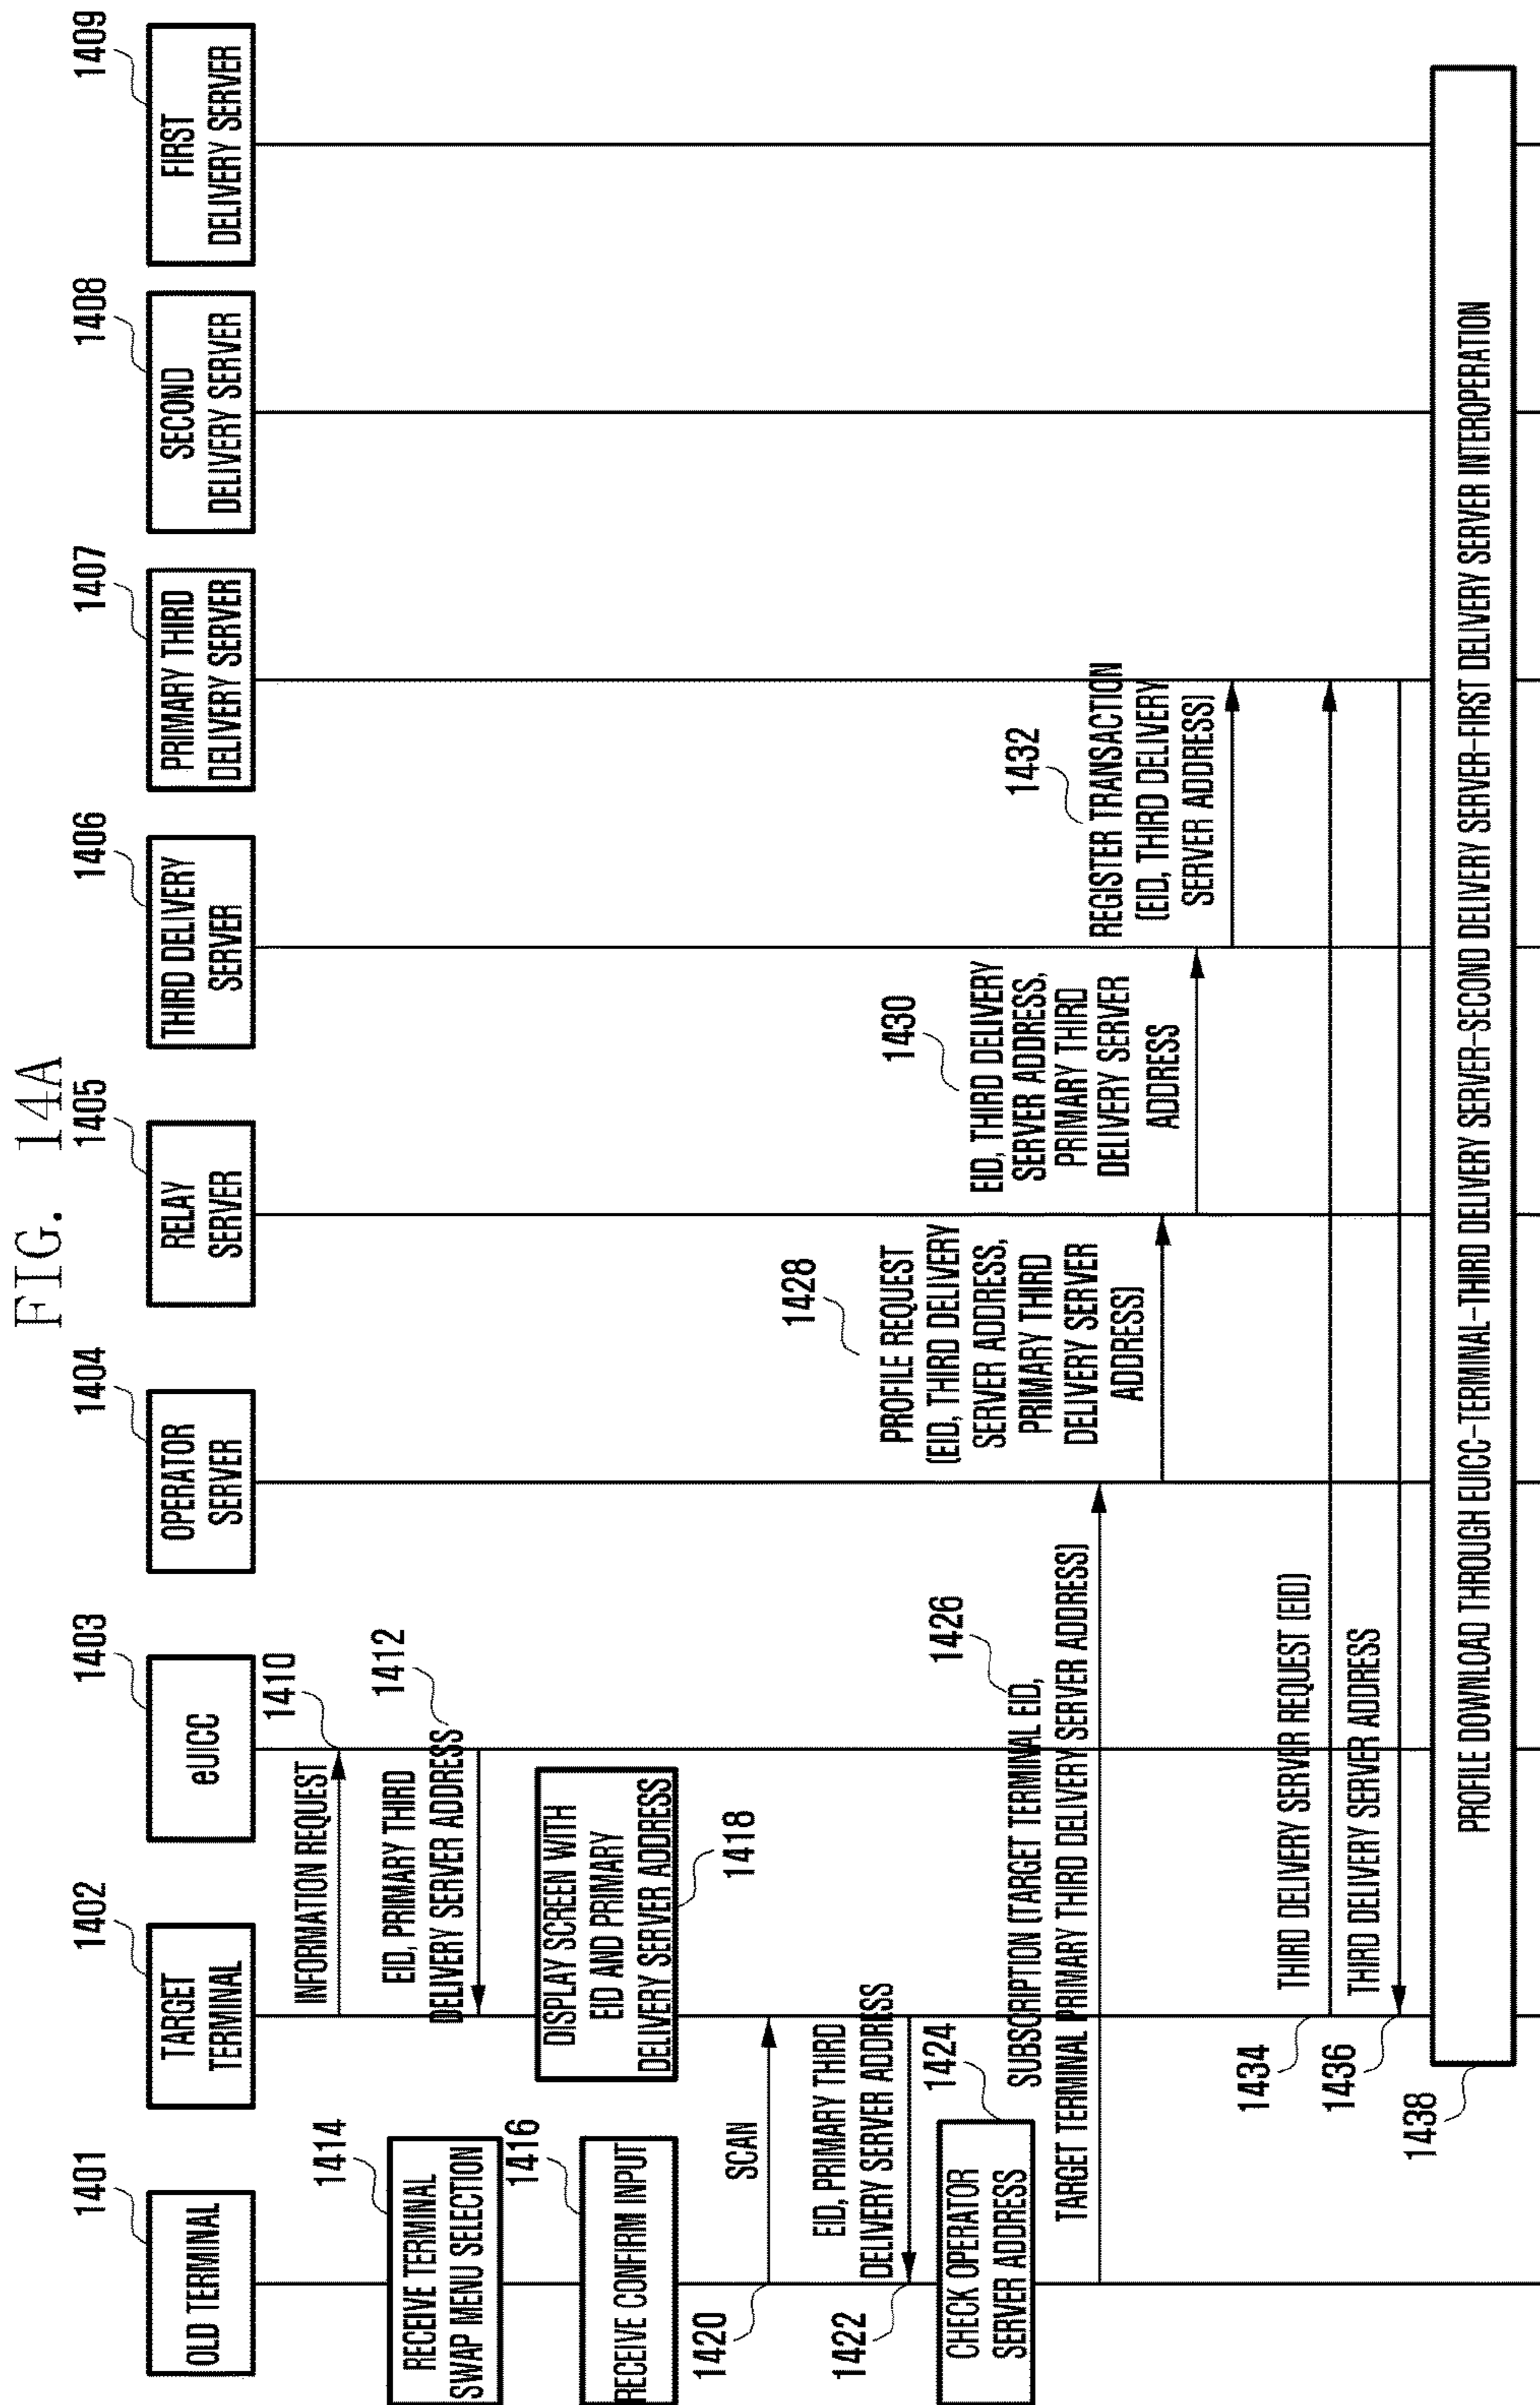 FIG. 14A
1401
OLD TERMINAL
1402
TARGET
TERMINAL
1403
eUICC
1404
OPERATOR
SERVER
1405
RELAY
SERVER
1406
THIRD DELIVERY
SERVER
1407
PRIMARY THIRD
DELIVERY SERVER
1408
SECOND
DELIVERY SERVER
1409
FIRST
DELIVERY SERVER
1410
INFORMATION REQUEST
1412
EID, PRIMARY THIRD
DELIVERY SERVER ADDRESS
1414
RECEIVE TERMINAL
SWAP MENU SELECTION
1416
RECEIVE CONFIRM INPUT
DISPLAY SCREEN WITH
EID AND PRIMARY
DELIVERY SERVER ADDRESS
1418
SCAN
1420
EID, PRIMARY THIRD
DELIVERY SERVER ADDRESS
1422
1424
CHECK OPERATOR
SERVER ADDRESS
1426
SUBSCRIPTION (TARGET TERMINAL EID,
TARGET TERMINAL PRIMARY THIRD DELIVERY SERVER ADDRESS)
1428
PROFILE REQUEST
(EID, THIRD DELIVERY
SERVER ADDRESS,
PRIMARY THIRD
DELIVERY SERVER
ADDRESS)
1430
EID, THIRD DELIVERY
SERVER ADDRESS,
PRIMARY THIRD
DELIVERY SERVER
ADDRESS
1432
REGISTER TRANSACTION
(EID, THIRD DELIVERY
SERVER ADDRESS)
1434
THIRD DELIVERY SERVER REQUEST (EID)
1436
THIRD DELIVERY SERVER ADDRESS
1438
PROFILE DOWNLOAD THROUGH EUICC-TERMINAL-THIRD DELIVERY SERVER-SECOND DELIVERY SERVER-FIRST DELIVERY SERVER INTEROPERATION